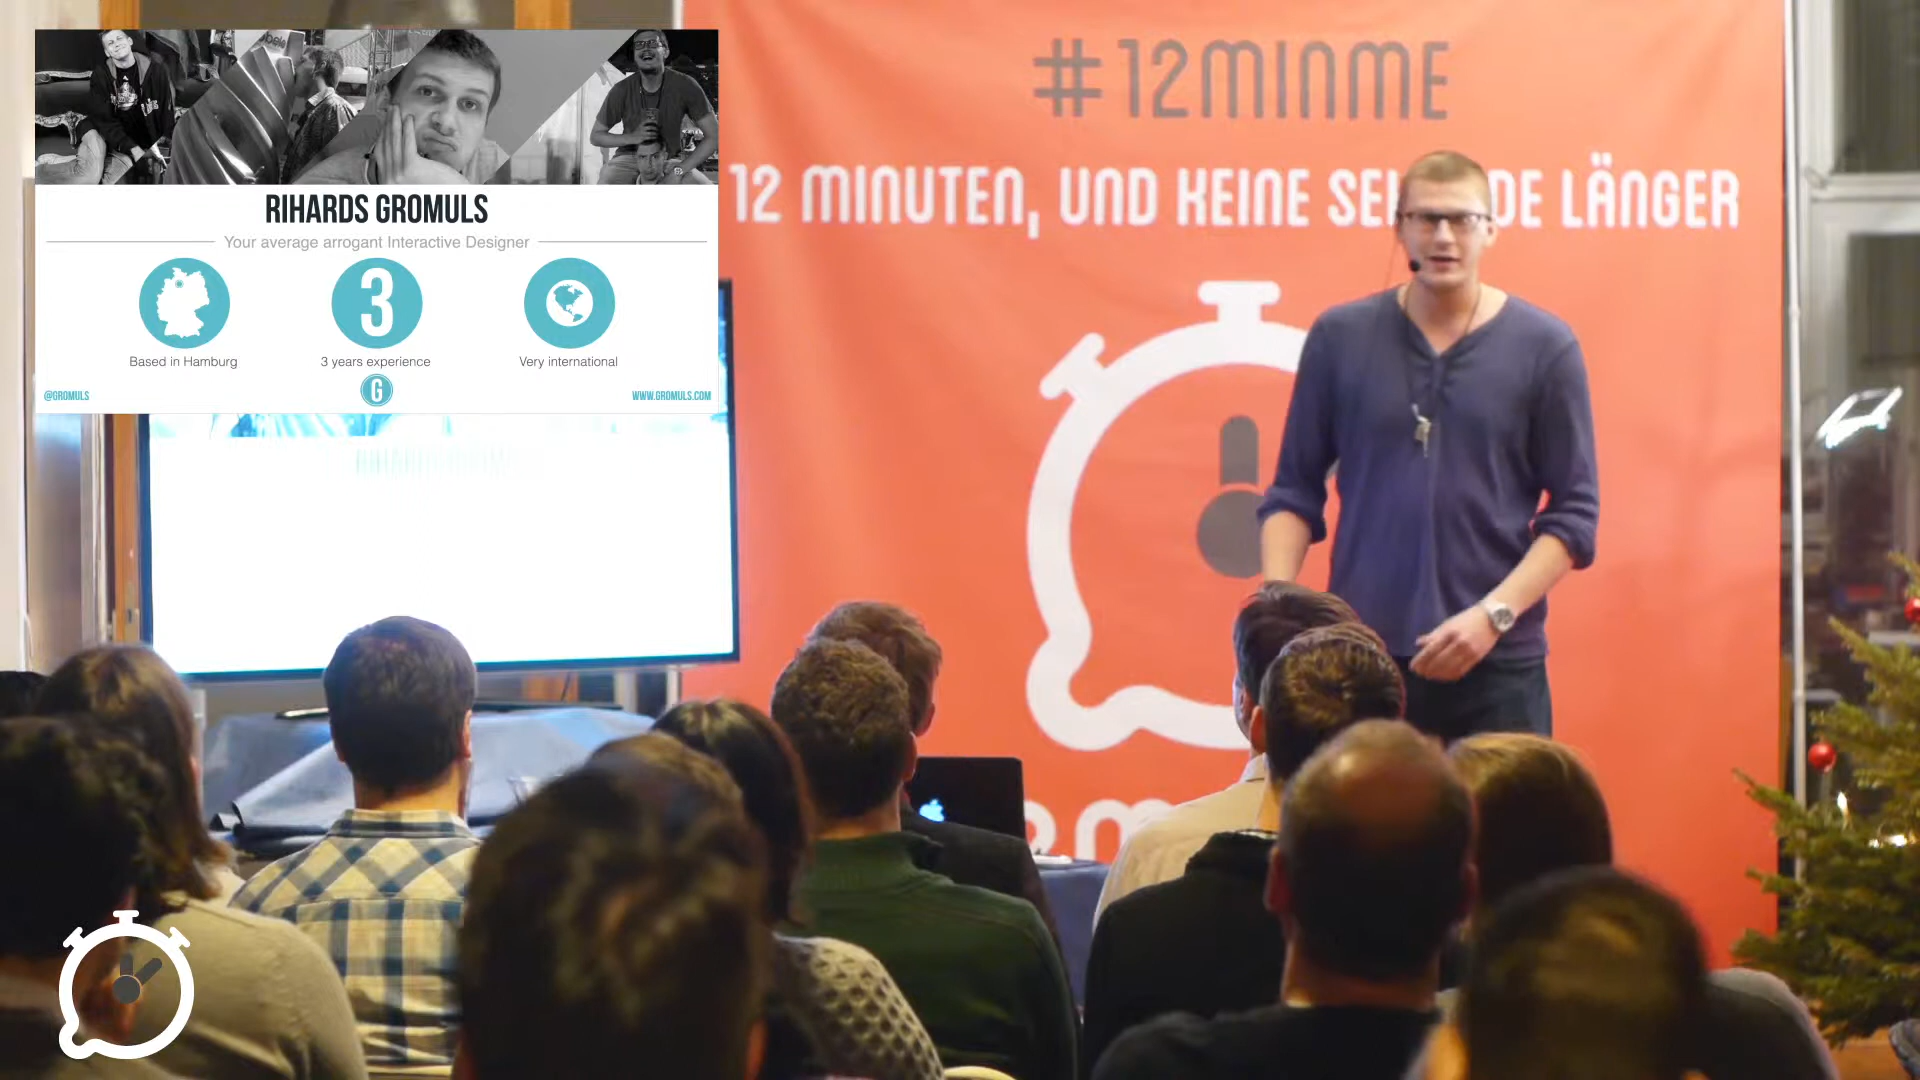 #12MINME
12 MINUTEN, UND KEINE SE DE LÄNGER
RIHARDS GROMULS
Your average arrogant Interactive Designer
3
Based in Hamburg
3 years experience
Very international
@GROMULS
G
WWW.GROMULS.COM